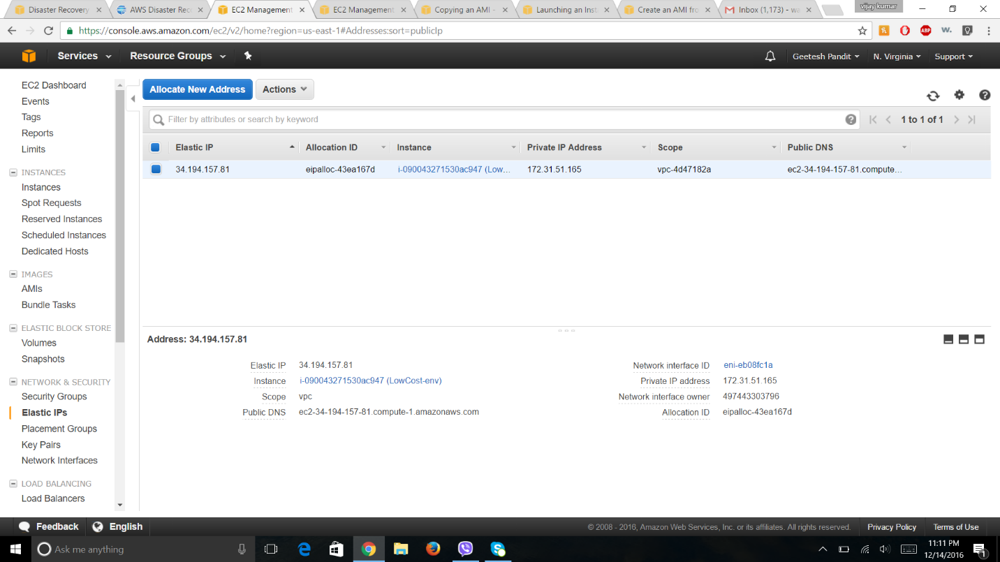 Disaster Recovery
AWS Disaster Rec
EC2 Management
EC2 Management
Copying an AMI -
Launching an Inst
Create an AMI fro
Inbox (1,173) - wa
vijay kumar
https://console.aws.amazon.com/ec2/v2/home?region=us-east-1#Addresses:sort=publicIp
ABP
w.
Services
Resource Groups
Geetesh Pandit
N. Virginia
Support
EC2 Dashboard
Events
Tags
Reports
Limits
INSTANCES
Instances
Spot Requests
Reserved Instances
Scheduled Instances
Dedicated Hosts
IMAGES
AMIs
Bundle Tasks
ELASTIC BLOCK STORE
Volumes
Snapshots
NETWORK & SECURITY
Security Groups
Elastic IPs
Placement Groups
Key Pairs
Network Interfaces
LOAD BALANCING
Load Balancers
Allocate New Address
Actions
Filter by attributes or search by keyword
1 to 1 of 1
Elastic IP Allocation ID Instance Private IP Address Scope Public DNS
34.194.157.81 eipalloc-43ea167d i-090043271530ac947 (Low... 172.31.51.165 vpc-4d47182a ec2-34-194-157-81.compute...
Address: 34.194.157.81
Elastic IP 34.194.157.81
Instance i-090043271530ac947 (LowCost-env)
Scope vpc
Public DNS ec2-34-194-157-81.compute-1.amazonaws.com
Network interface ID eni-eb08fc1a
Private IP address 172.31.51.165
Network interface owner 497443303796
Allocation ID eipalloc-43ea167d
Feedback
English
© 2008 - 2016, Amazon Web Services, Inc. or its affiliates. All rights reserved.
Privacy Policy
Terms of Use
Ask me anything
11:11 PM
12/14/2016
1